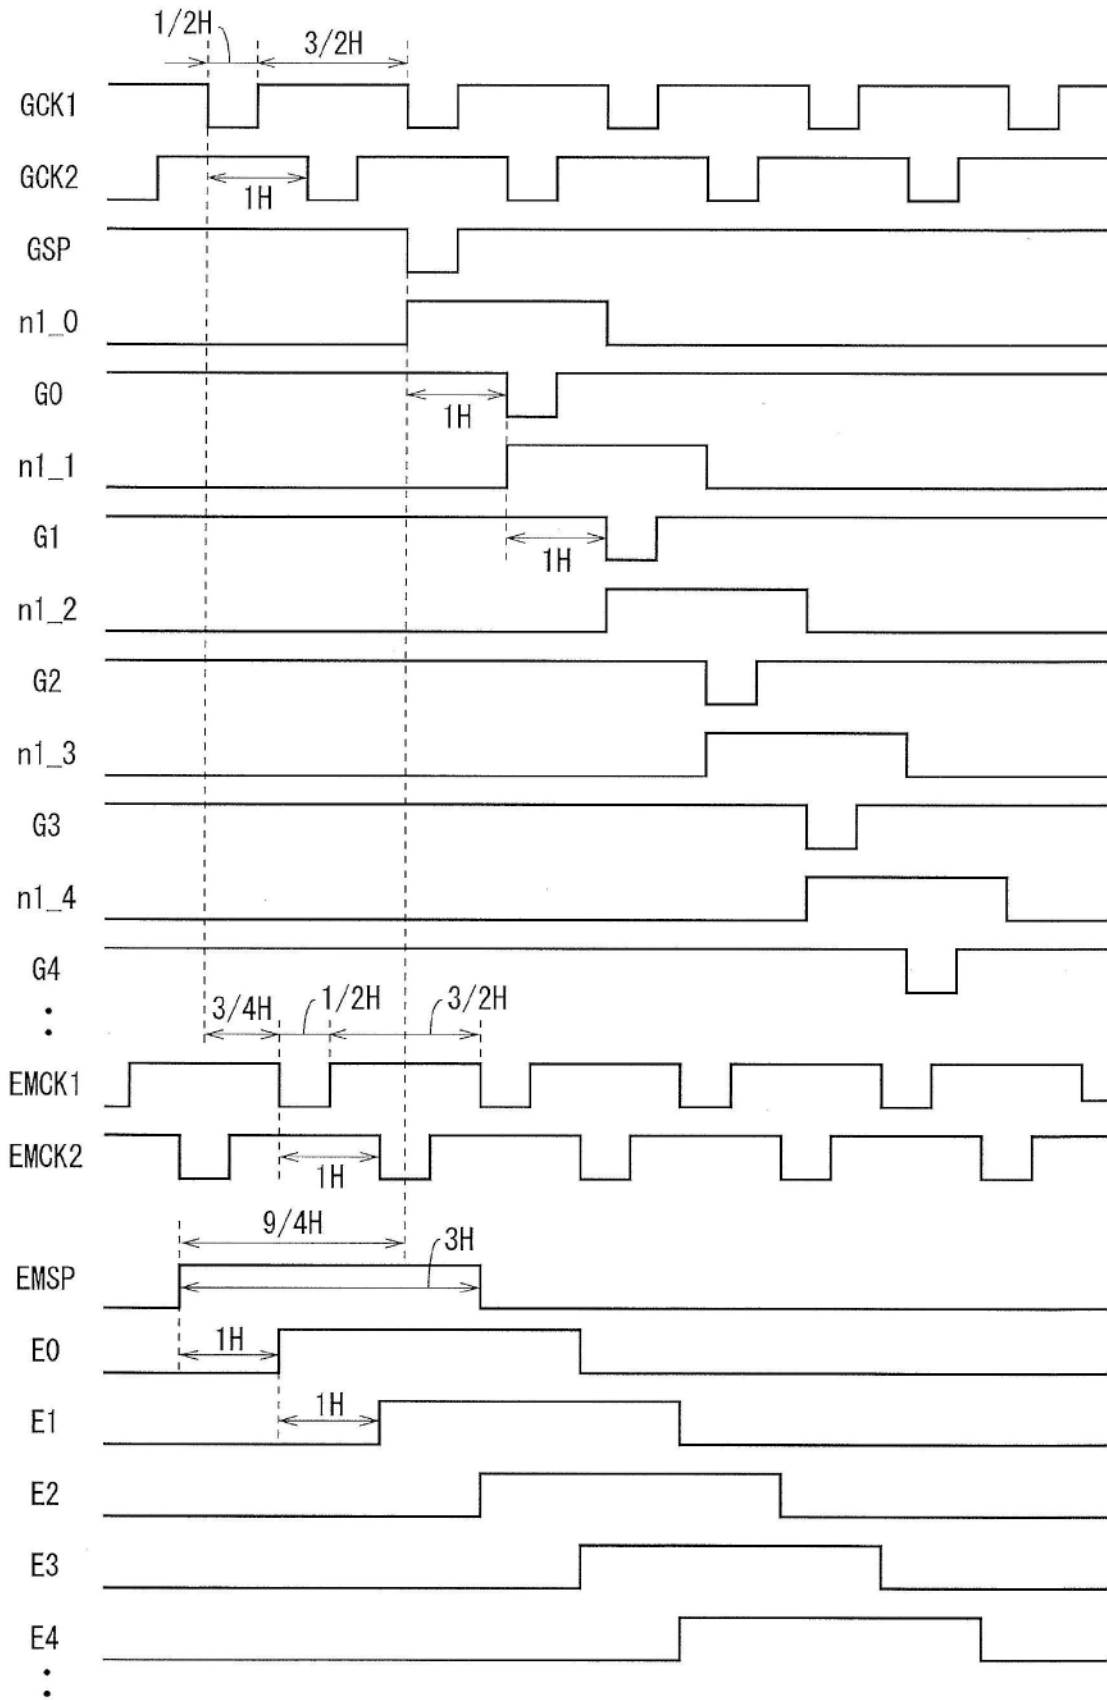 1/2H 3/2H
GCK1
GCK2
1H
GSP
n1_0
G0
1H
n1_1
G1
1H
n1_2
G2
n1_3
G3
n1_4
G4
3/4H 1/2H 3/2H
EMCK1
EMCK2
1H
9/4H
3H
EMSP
E0
1H
1H
E1
E2
E3
E4